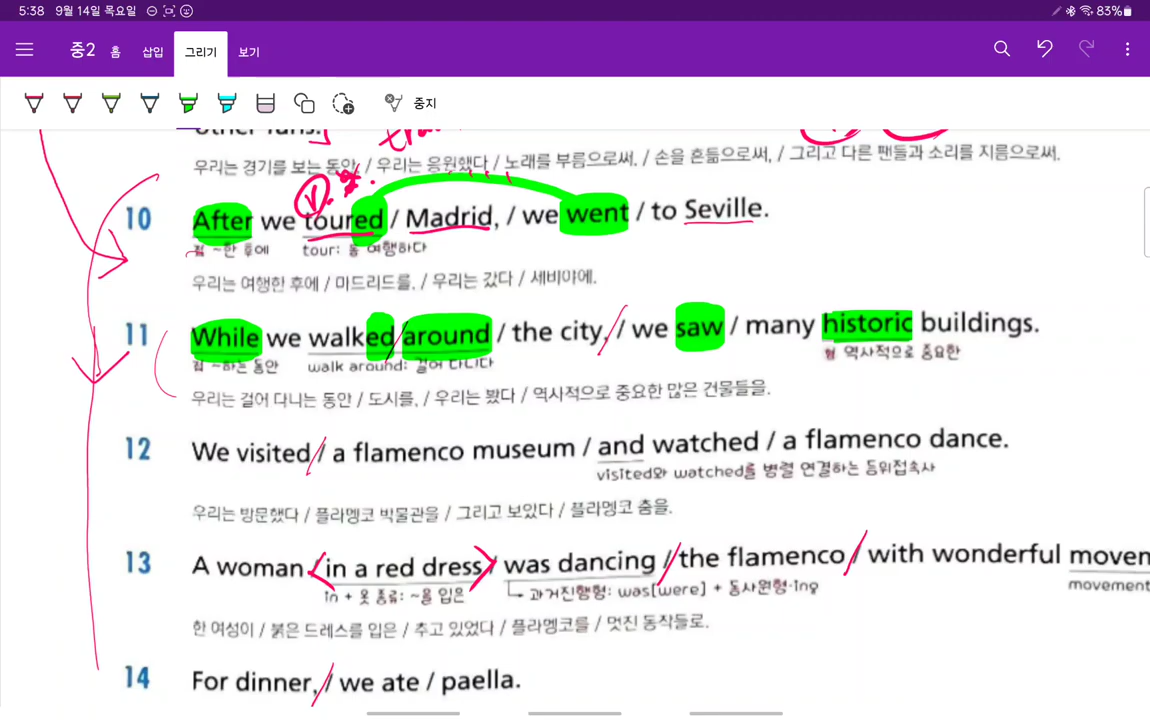 5:38 9월 14일 목요일 83%
중2 홈 삽입 그리기 보기
중지
other fans.
우리는 경기를 보는 동안, / 우리는 응원했다 / 노래를 부름으로써, / 손을 흔듦으로써, / 그리고 다른 팬들과 소리를 지름으로써.
10 After we toured / Madrid, / we went / to Seville.
접 ~한 후에 tour: 동 여행하다
우리는 여행한 후에 / 미드리드를, / 우리는 갔다 / 세비야에.
11 While we walked around / the city, / we saw / many historic buildings.
접 ~하는 동안 walk around: 걸어 다니다 형 역사적으로 중요한
우리는 걸어 다니는 동안 / 도시를, / 우리는 봤다 / 역사적으로 중요한 많은 건물들을.
12 We visited / a flamenco museum / and watched / a flamenco dance.
visited와 watched를 병렬 연결하는 등위접속사
우리는 방문했다 / 플라멩코 박물관을 / 그리고 보았다 / 플라멩코 춤을.
13 A woman / in a red dress / was dancing / the flamenco / with wonderful movem
in + 옷 종류: ~을 입은 과거진행형: was[were] + 동사원형-ing movement
한 여성이 / 붉은 드레스를 입은 / 추고 있었다 / 플라멩코를 / 멋진 동작들로.
14 For dinner, / we ate / paella.